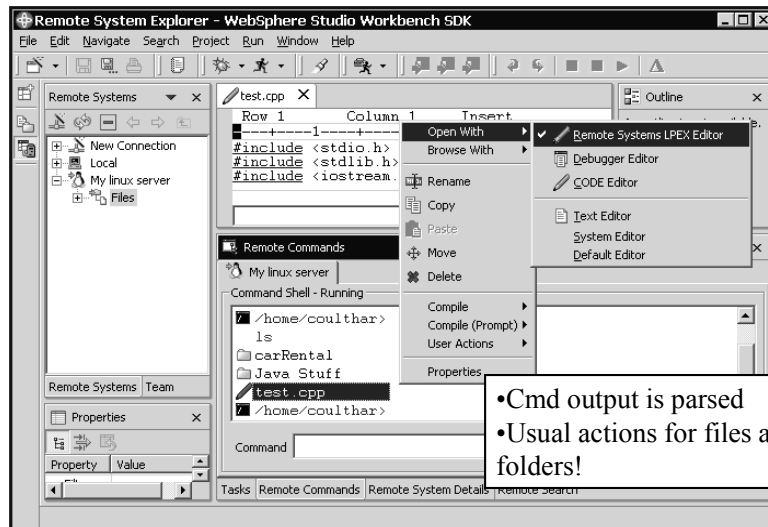 Remote System Explorer - WebSphere Studio Workbench SDK
File Edit Navigate Search Project Run Window Help
Remote Systems
New Connection
Local
My linux server
Files
Remote Systems Team
Properties
Property Value
test.cpp
Row 1 Column 1 Insert
----+----1----+----
#include <stdio.h>
#include <stdlib.h>
#include <iostream.
Outline
Open With
Browse With
Rename
Copy
Paste
Move
Delete
Compile
Compile (Prompt)
User Actions
Properties
Remote Systems LPEX Editor
Debugger Editor
CODE Editor
Text Editor
System Editor
Default Editor
Remote Commands
My linux server
Command Shell - Running
/home/coulthar>
ls
carRental
Java Stuff
test.cpp
/home/coulthar>
Command
Tasks Remote Commands Remote System Details Remote Search
•Cmd output is parsed
•Usual actions for files a
folders!